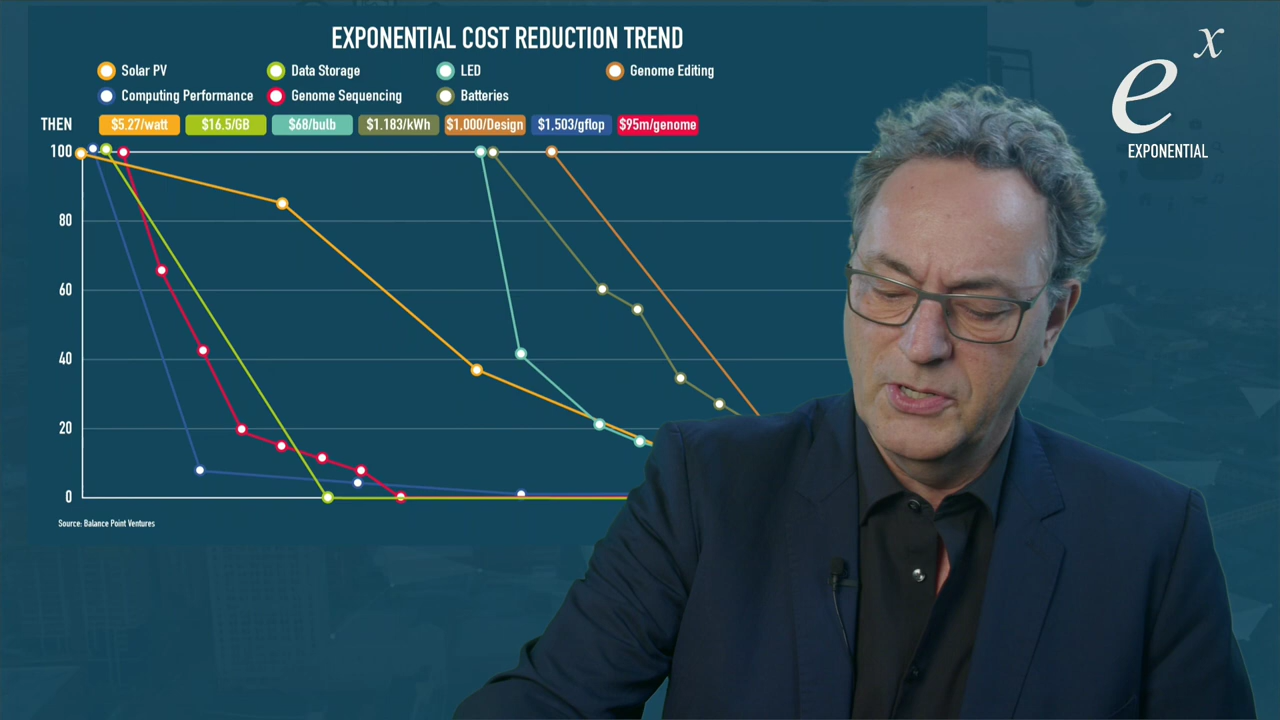 EXPONENTIAL COST REDUCTION TREND
Solar PV Data Storage LED Genome Editing
Computing Performance Genome Sequencing Batteries
THEN $5.27/watt $16.5/GB $68/bulb $1.183/kWh $1,000/Design $1,503/gflop $95m/genome
100
80
60
40
20
0
Source: Balance Point Ventures
e^x
EXPONENTIAL